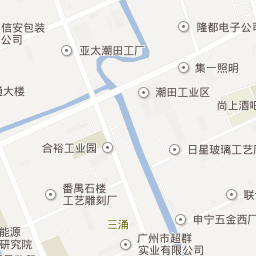 信安包装
公司
隆都电子公司
亚太潮田工厂
集一照明
通大楼
潮田工业区
尚上酒吧
合裕工业园
日星玻璃工艺厂
番禺石楼
工艺雕刻厂
联
三涌
申宁五金西厂
能源
研究院
广州市超群
实业有限公司